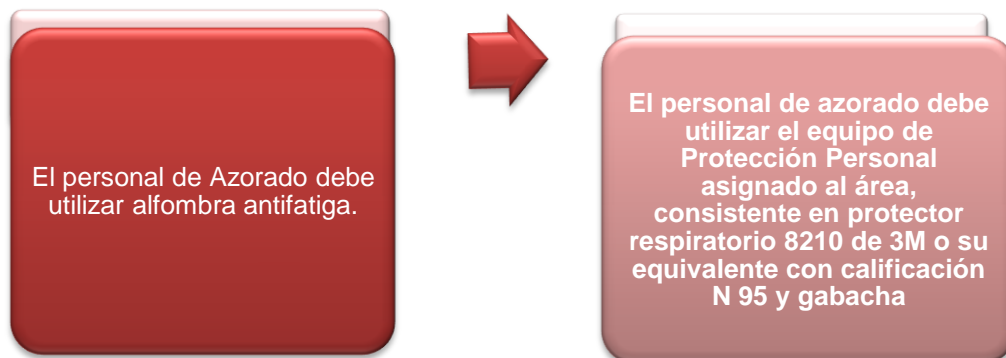 El personal de Azorado debe
utilizar alfombra antifatiga.
El personal de azorado debe
utilizar el equipo de
Protección Personal
asignado al área,
consistente en protector
respiratorio 8210 de 3M o su
equivalente con calificación
N 95 y gabacha